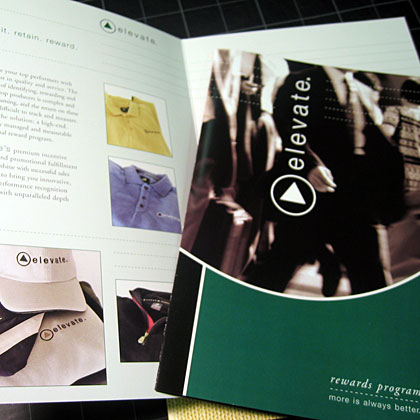 elevate.
it. retain. reward.
your top performers with
in quality and service. The
of identifying, rewarding and
top producers is complex and
difficult to track and measure.
the solution: a high-end,
managed and measurable
reward program.
premium incentive
and promotional fulfillment
with successful sales
to bring you innovative,
performance recognition
with unparalleled depth
elevate.
elevate.
elevate.
rewards program
more is always better